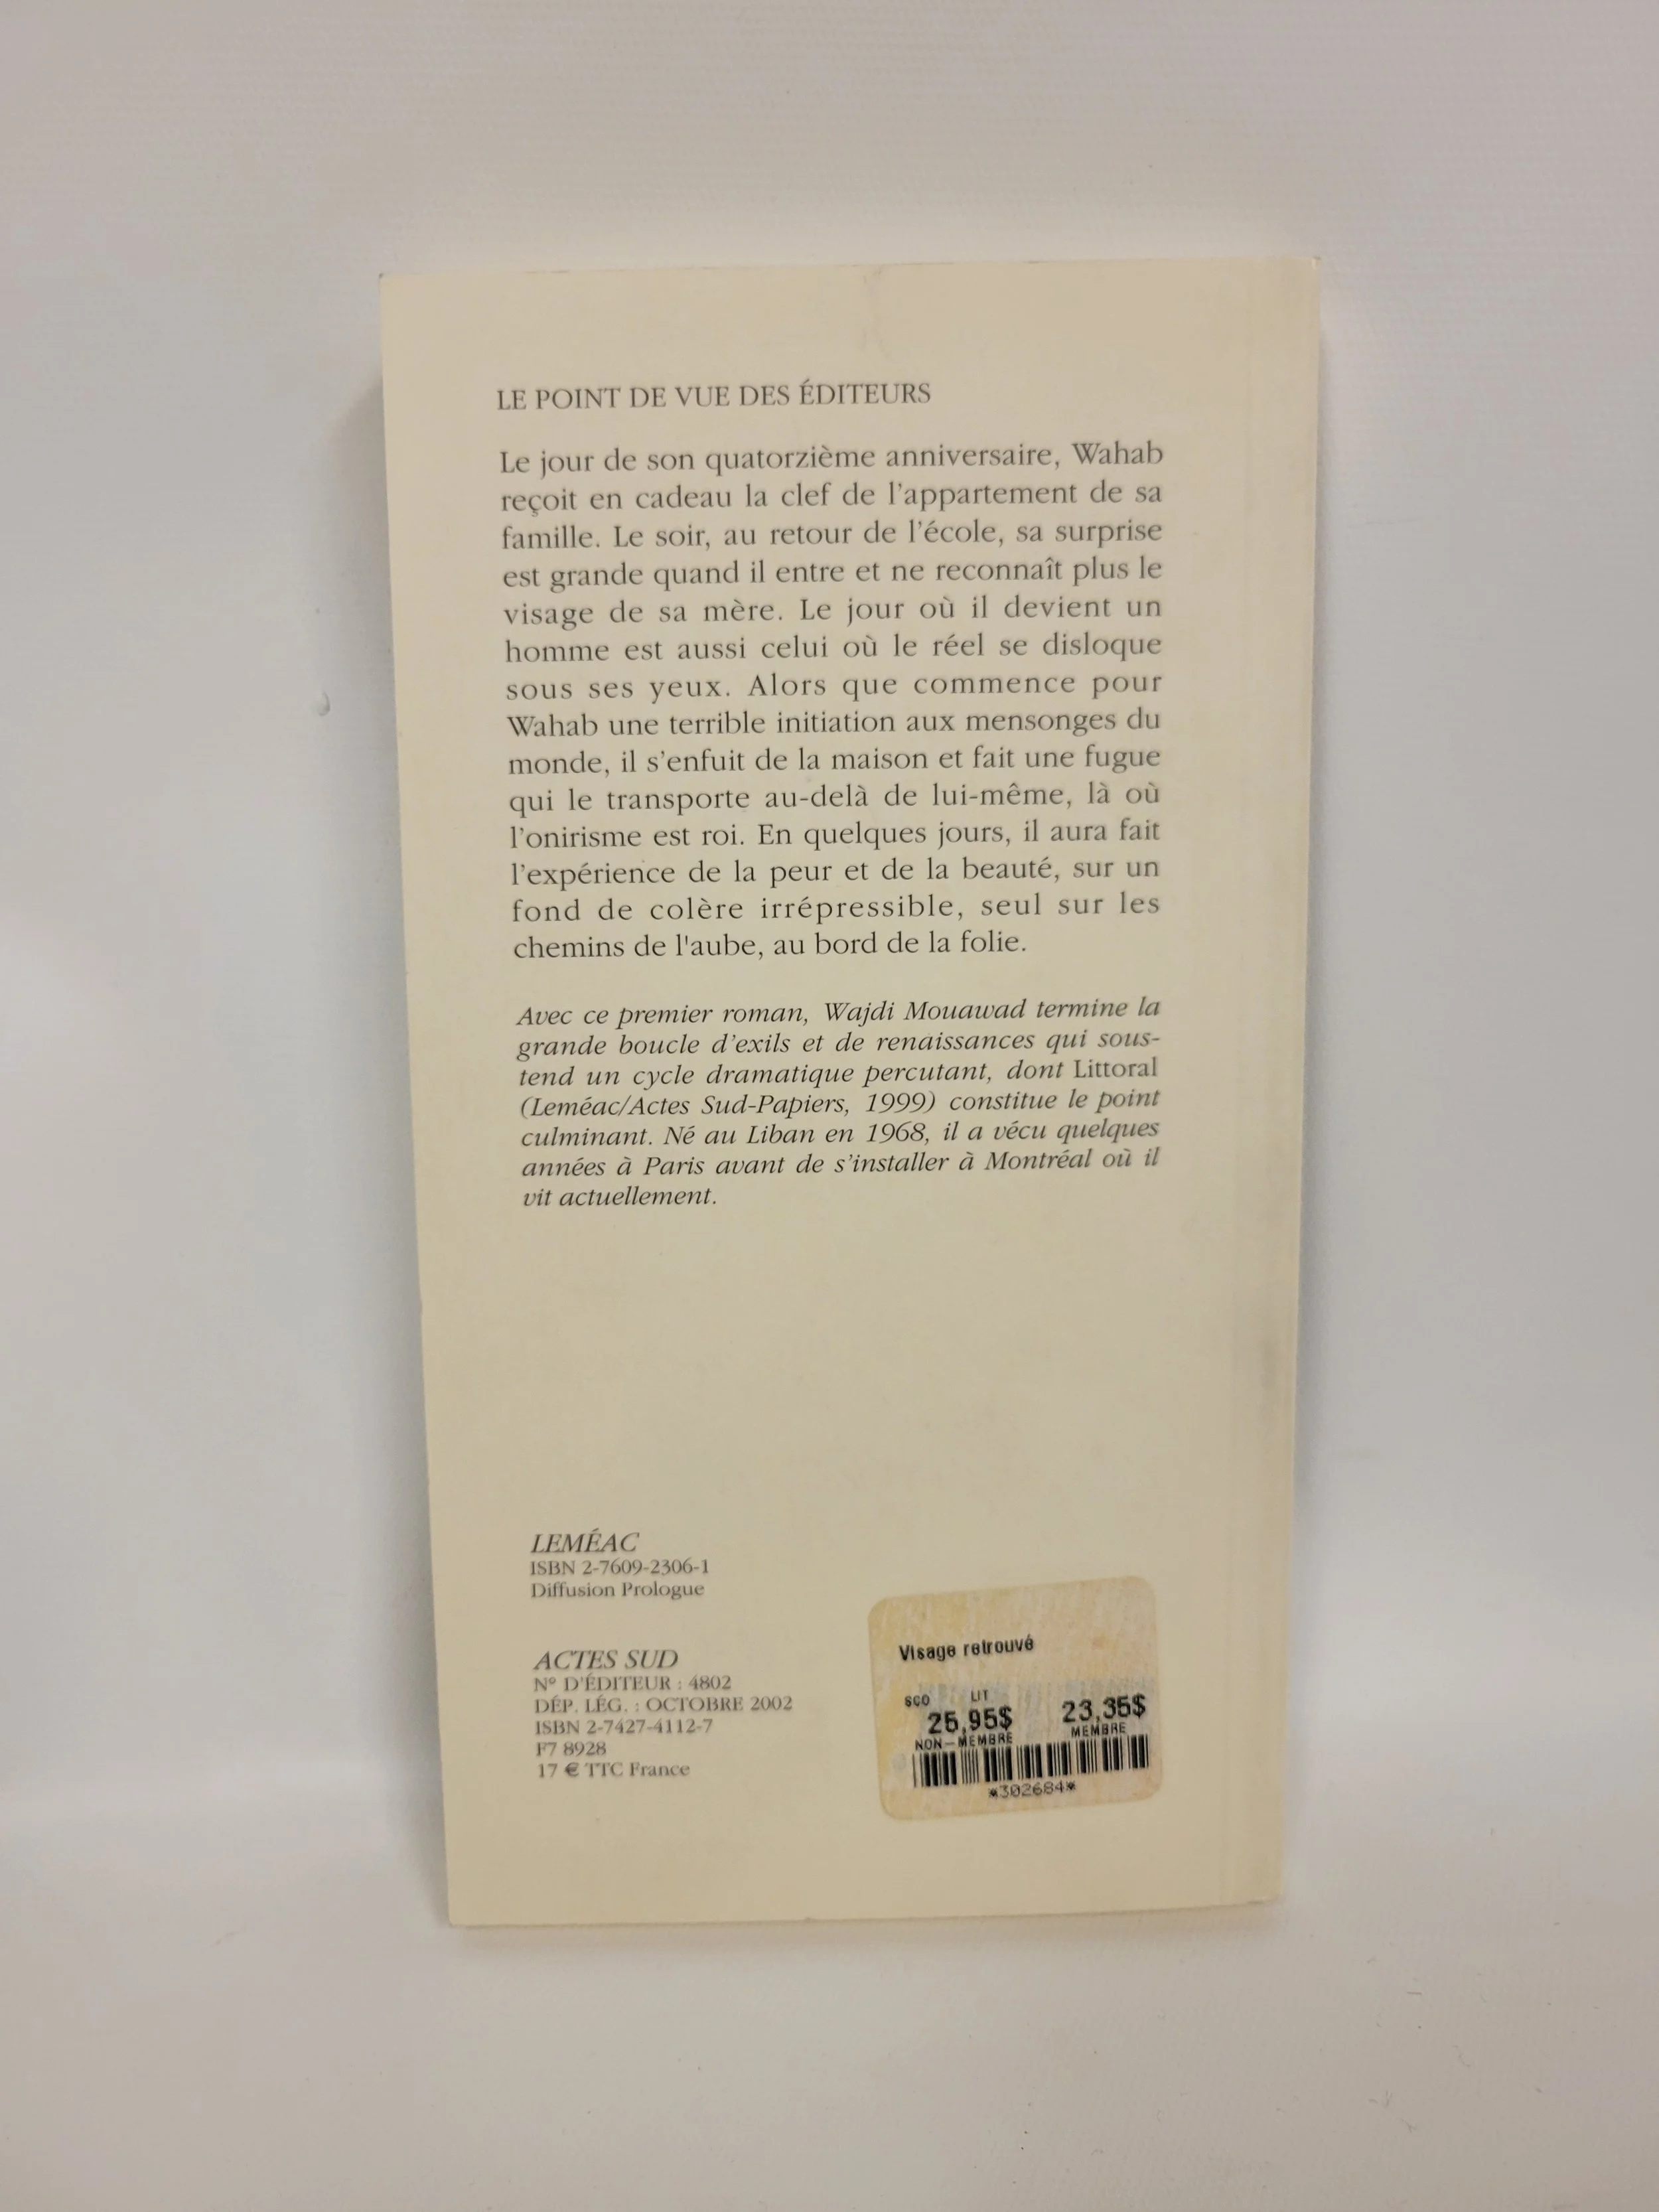 LE POINT DE VUE DES ÉDITEURS
Le jour de son quatorzième anniversaire, Wahab
reçoit en cadeau la clef de l'appartement de sa
famille. Le soir, au retour de l'école, sa surprise
est grande quand il entre et ne reconnaît plus le
visage de sa mère. Le jour où il devient un
homme est aussi celui où le réel se disloque
sous ses yeux. Alors que commence pour
Wahab une terrible initiation aux mensonges du
monde, il s'enfuit de la maison et fait une fugue
qui le transporte au-delà de lui-même, là où
l'onirisme est roi. En quelques jours, il aura fait
l'expérience de la peur et de la beauté, sur un
fond de colère irrépressible, seul sur les
chemins de l'aube, au bord de la folie.
Avec ce premier roman, Wajdi Mouawad termine la
grande boucle d'exils et de renaissances qui sous-
tend un cycle dramatique percutant, dont Littoral
(Leméac/Actes Sud-Papiers, 1999) constitue le point
culminant. Né au Liban en 1968, il a vécu quelques
années à Paris avant de s'installer à Montréal où il
vit actuellement.
LEMÉAC
ISBN 2-7609-2306-1
Diffusion Prologue
ACTES SUD
N° D'ÉDITEUR : 4802
DÉP. LÉG. : OCTOBRE 2002
ISBN 2-7427-4112-7
F7 8928
17 € TTC France
Visage retrouvé
SCO LIT
25,95$ 23,35$
NON-MEMBRE MEMBRE
*302684*